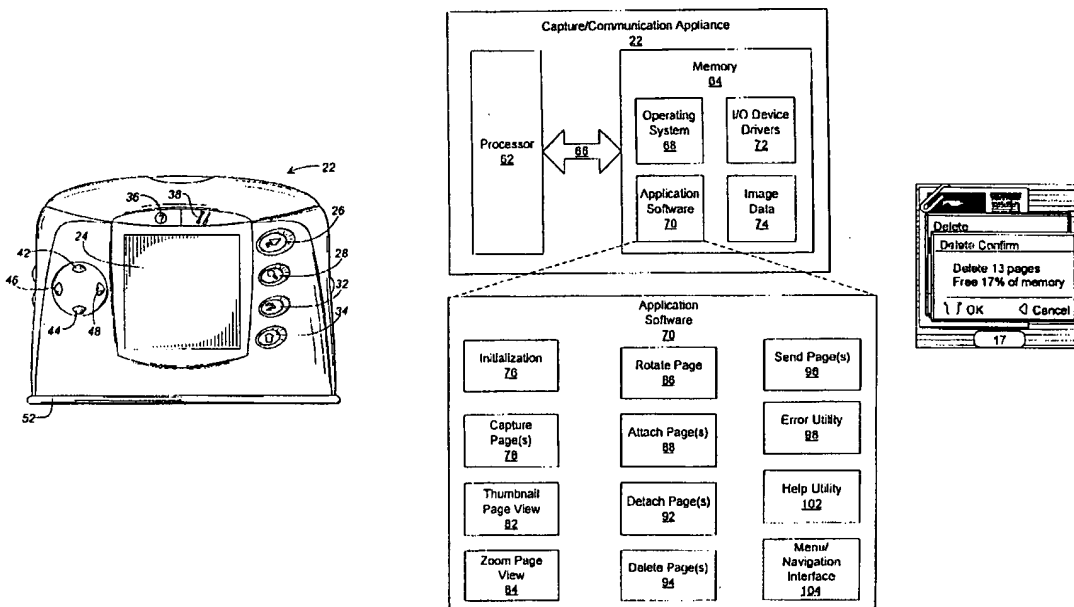 22
36
38
26
24
28
42
32
46
34
44
48
52
Capture/Communication Appliance
22
Processor
62
66
Memory
64
Operating
System
68
I/O Device
Drivers
72
Application
Software
70
Image
Data
74
Application
Software
70
Initialization
76
Rotate Page
86
Send Page(s)
96
Capture
Page(s)
78
Attach Page(s)
88
Error Utility
98
Thumbnail
Page View
82
Detach Page(s)
92
Help Utility
102
Zoom Page
View
84
Delete Page(s)
94
Menu/
Navigation
Interface
104
Delete
Delete Confirm
Delete 13 pages
Free 17% of memory
OK
Cancel
17